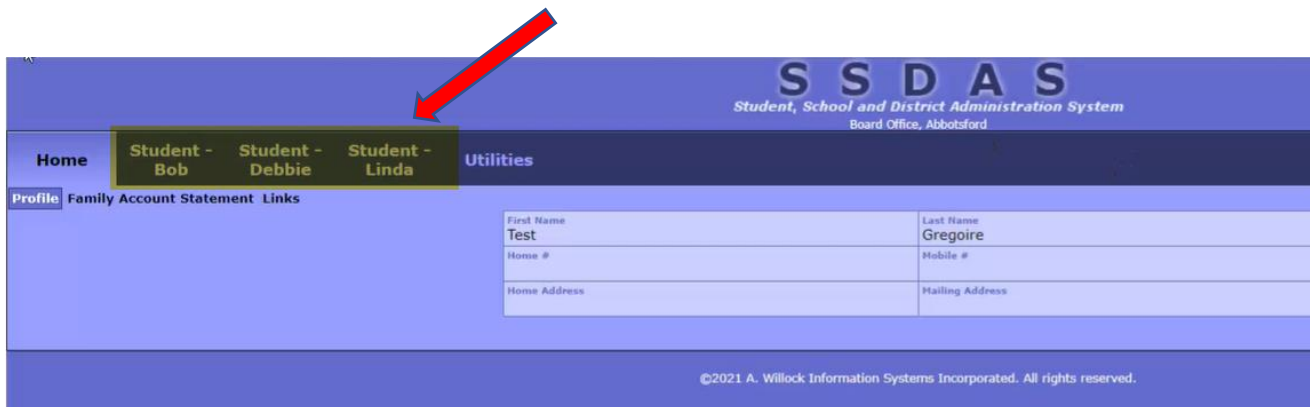 S S D A S
Student, School and District Administration System
Board Office, Abbotsford
Home
Student -
Bob
Student -
Debbie
Student -
Linda
Utilities
Profile Family Account Statement Links
First Name
Test
Last Name
Gregoire
Home #
Mobile #
Home Address
Mailing Address
©2021 A. Willock Information Systems Incorporated. All rights reserved.